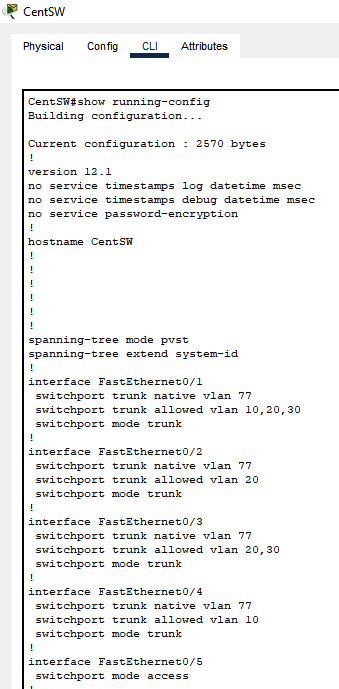 CentSW
Physical Config CLI Attributes
CentSW#show running-config
Building configuration...
Current configuration : 2570 bytes
!
version 12.1
no service timestamps log datetime msec
no service timestamps debug datetime msec
no service password-encryption
!
hostname CentSW
!
!
!
!
!
!
spanning-tree mode pvst
spanning-tree extend system-id
!
interface FastEthernet0/1
switchport trunk native vlan 77
switchport trunk allowed vlan 10,20,30
switchport mode trunk
!
interface FastEthernet0/2
switchport trunk native vlan 77
switchport trunk allowed vlan 20
switchport mode trunk
!
interface FastEthernet0/3
switchport trunk native vlan 77
switchport trunk allowed vlan 20,30
switchport mode trunk
!
interface FastEthernet0/4
switchport trunk native vlan 77
switchport trunk allowed vlan 10
switchport mode trunk
!
interface FastEthernet0/5
switchport mode access
!